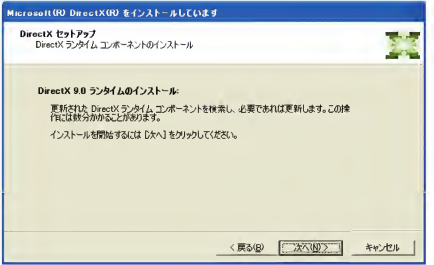 Microsoft(R) DirectX(R) をインストールしています
DirectX セットアップ
DirectX ランタイム コンポーネントのインストール
DirectX 9.0 ランタイムのインストール:
更新された DirectX ランタイム コンポーネントを検索し、必要であれば更新します。この操
作には数分かかることがあります。
インストールを開始するには [次へ] をクリックしてください。
< 戻る(B)
次へ(N) >
キャンセル